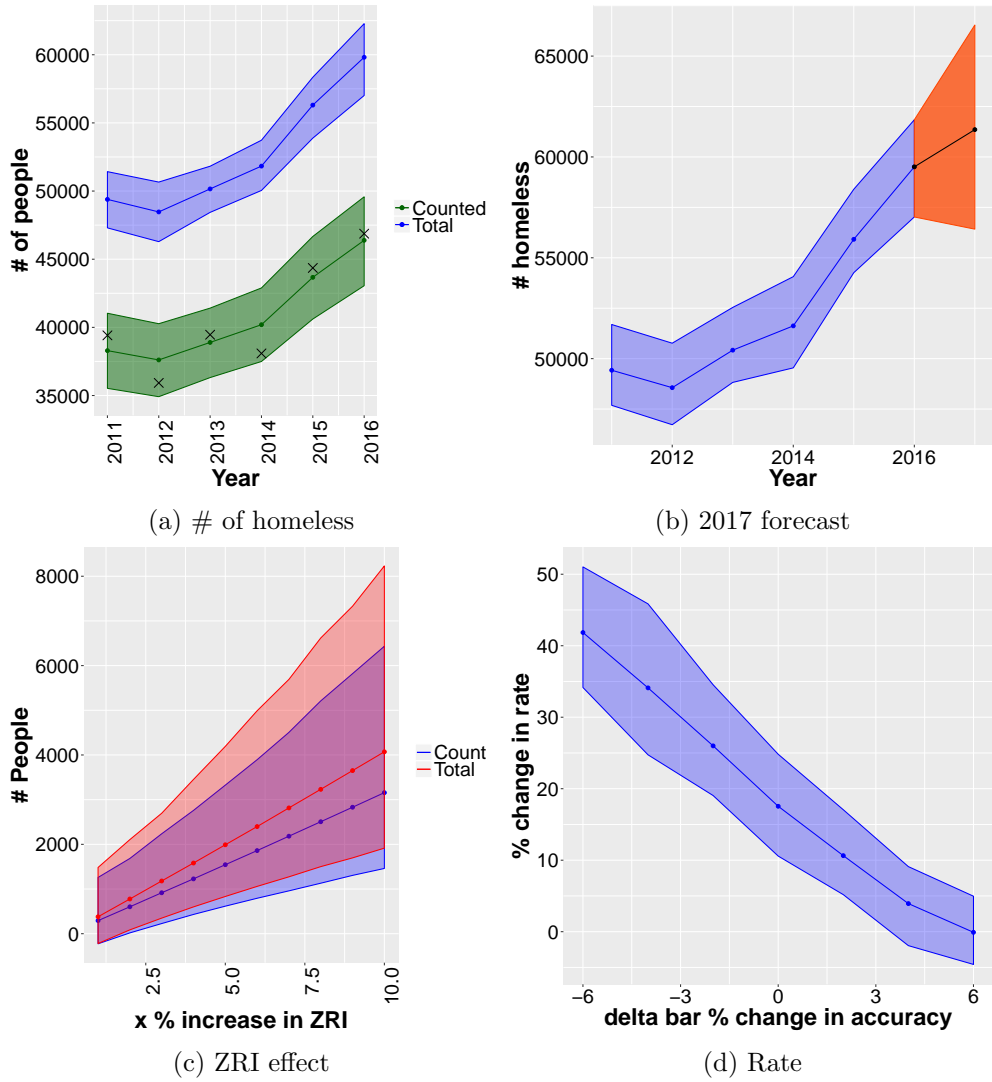 60000
55000
50000
45000
40000
35000
# of people
2011
2012
2013
2014
2015
2016
Year
Counted
Total
(a) # of homeless
65000
60000
55000
50000
# homeless
2012
2014
2016
Year
(b) 2017 forecast
8000
6000
4000
2000
0
# People
2.5
5.0
7.5
10.0
x % increase in ZRI
Count
Total
(c) ZRI effect
50
40
30
20
10
0
% change in rate
−6
−3
0
3
6
delta bar % change in accuracy
(d) Rate